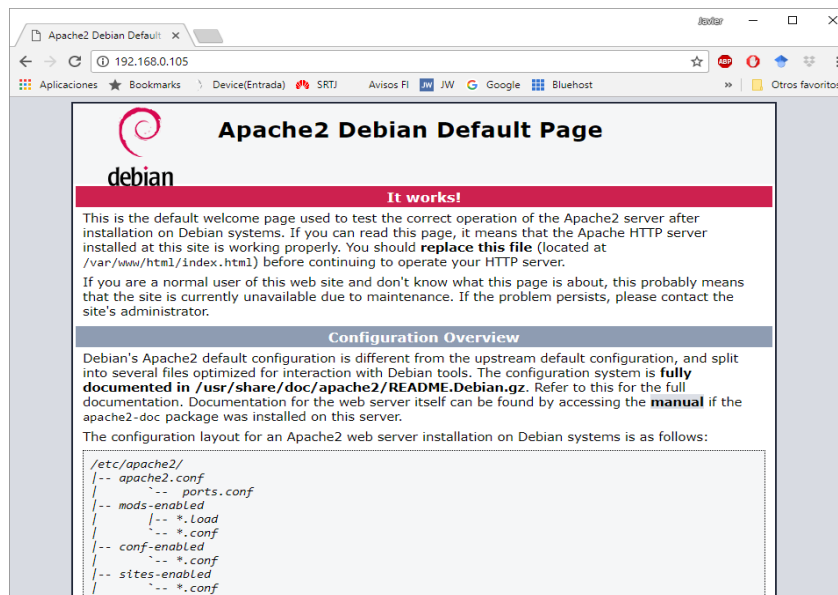 Javier
Apache2 Debian Default
192.168.0.105
ABP
Aplicaciones Bookmarks Device(Entrada) SRTJ Avisos FI JW JW G Google Bluehost » Otros favoritos
debian
Apache2 Debian Default Page
It works!
This is the default welcome page used to test the correct operation of the Apache2 server after
installation on Debian systems. If you can read this page, it means that the Apache HTTP server
installed at this site is working properly. You should replace this file (located at
/var/www/html/index.html) before continuing to operate your HTTP server.
If you are a normal user of this web site and don't know what this page is about, this probably means
that the site is currently unavailable due to maintenance. If the problem persists, please contact the
site's administrator.
Configuration Overview
Debian's Apache2 default configuration is different from the upstream default configuration, and split
into several files optimized for interaction with Debian tools. The configuration system is fully
documented in /usr/share/doc/apache2/README.Debian.gz. Refer to this for the full
documentation. Documentation for the web server itself can be found by accessing the manual if the
apache2-doc package was installed on this server.
The configuration layout for an Apache2 web server installation on Debian systems is as follows:
/etc/apache2/
|-- apache2.conf
|       `--  ports.conf
|-- mods-enabled
|       |-- *.load
|       `-- *.conf
|-- conf-enabled
|       `-- *.conf
|-- sites-enabled
|       `-- *.conf